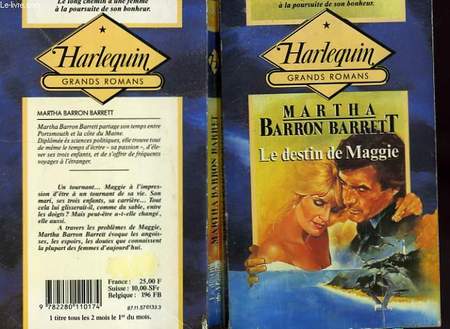 Le-livre.com
Le long chemin d'une femme
à la poursuite de son bonheur.
Harlequin
GRANDS ROMANS
MARTHA BARRON BARRETT
Martha Barron Barrett partage son temps entre
Portsmouth et la côte du Maine.
Diplômée ès sciences politiques, elle trouve tout
de même le temps d'écrire - sa passion -, d'éle-
ver ses trois enfants, et de s'offrir de fréquents
voyages à l'étranger.
Un tournant... Maggie à l'impres-
sion d'être à un tournant de sa vie. Son
mari, ses trois enfants, sa carrière... Tout
cela lui glisserait-il, comme du sable, entre
les doigts ? Mais peut-être a-t-elle changé,
elle aussi.
A travers les problèmes de Maggie,
Martha Barron Barrett évoque les angois-
ses, les espoirs, les doutes que connaissent
la plupart des femmes d'aujourd'hui.
France : 25,00 F
Suisse : 10,00 SFr
Belgique : 196 FB
9 782280 110174
1 titre tous les 2 mois le 1er du mois.
MARTHA BARRON BARRETT
à la poursuite de son bonheur.
Harlequin
GRANDS ROMANS
MARTHA
BARRON BARRETT
Le destin de Maggie